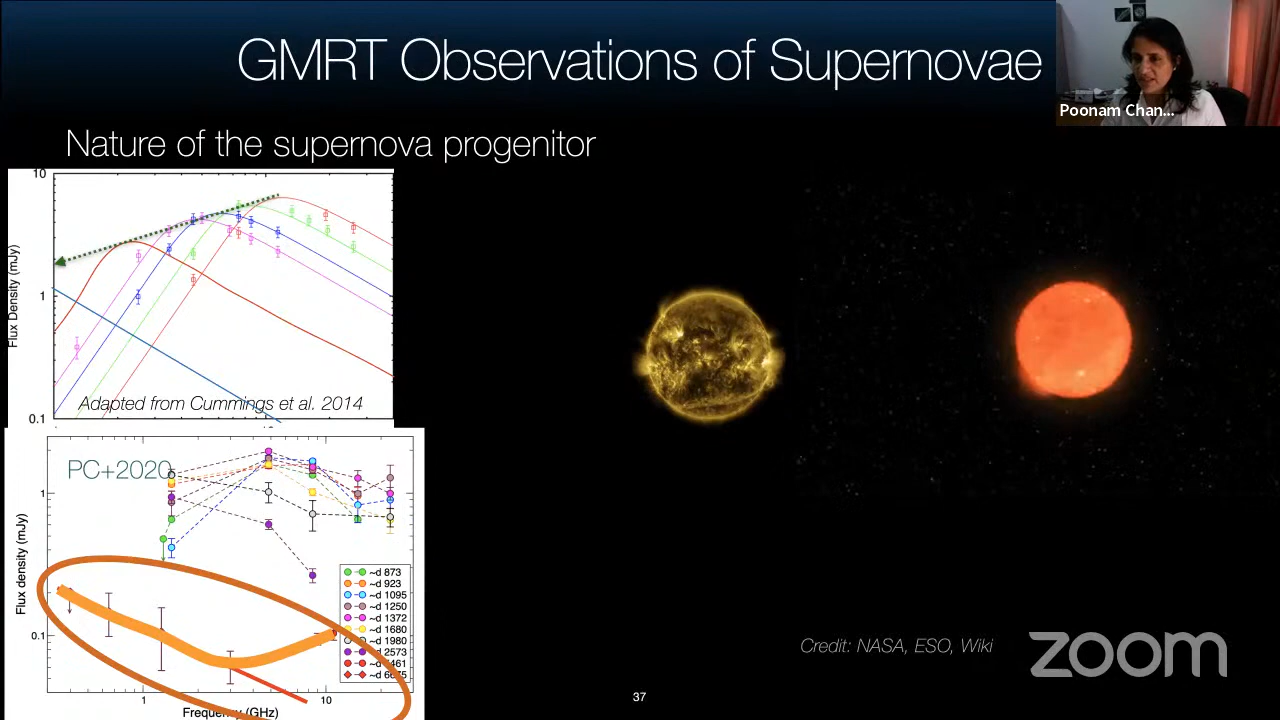 GMRT Observations of Supernovae
Poonam Chan...
Nature of the supernova progenitor
10
1
0.1
Flux Density (mJy)
Adapted from Cummings et al. 2014
PC+2020
1
0.1
Flux density (mJy)
~d 873
~d 923
~d 1095
~d 1250
~d 1372
~d 1680
~d 1980
~d 2573
1
10
Frequency (GHz)
Credit: NASA, ESO, Wiki
zoom
37